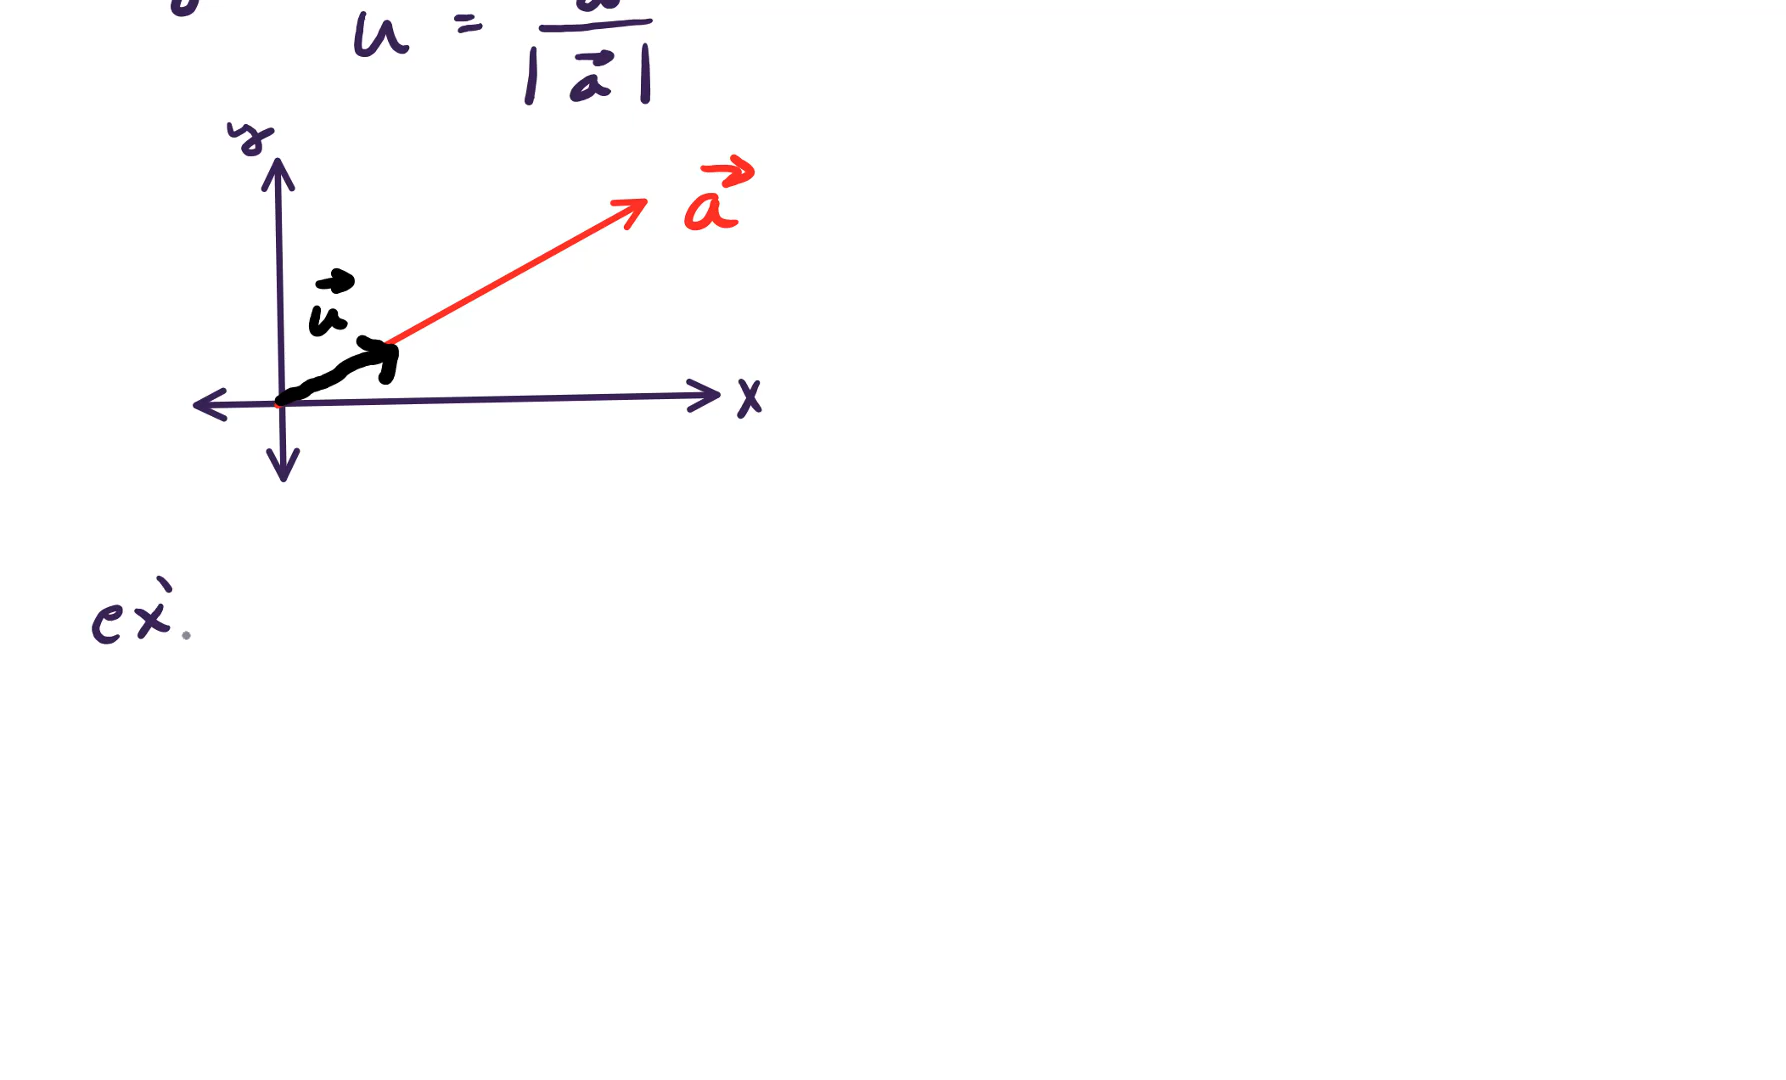 u = a⃗ / |a⃗|
y
a⃗
u⃗
x
ex: